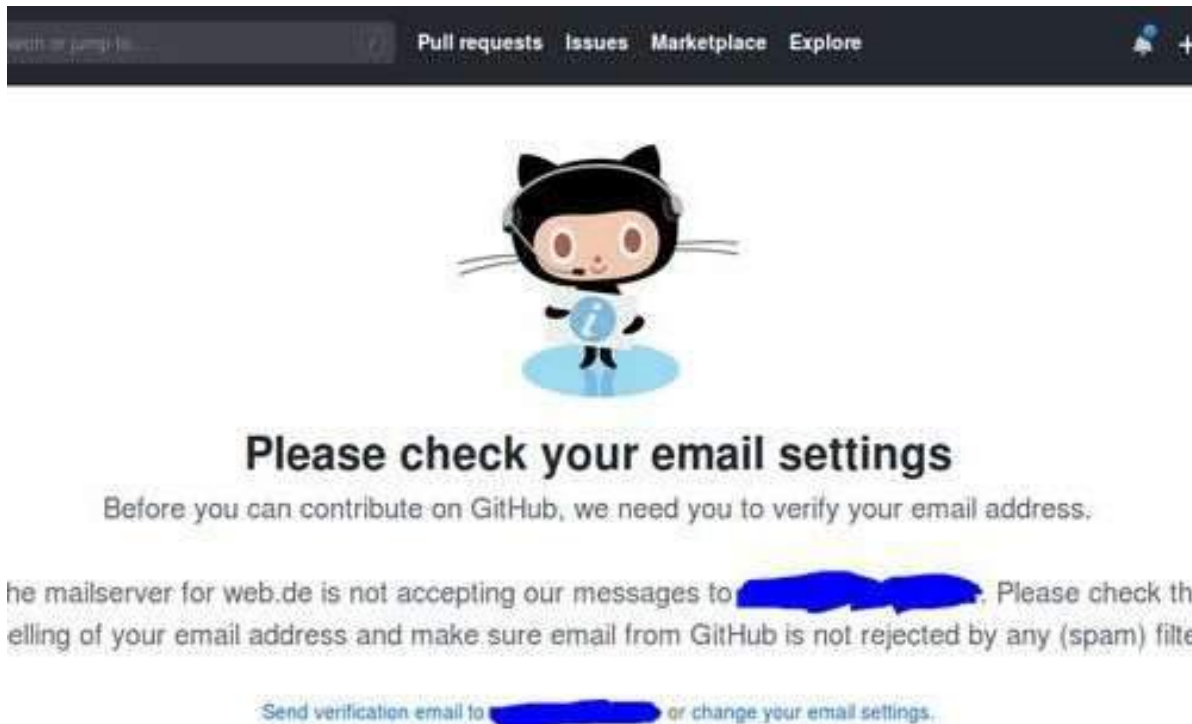 Pull requests Issues Marketplace Explore
i
Please check your email settings
Before you can contribute on GitHub, we need you to verify your email address.
he mailserver for web.de is not accepting our messages to . Please check th
elling of your email address and make sure email from GitHub is not rejected by any (spam) filte
Send verification email to or change your email settings.